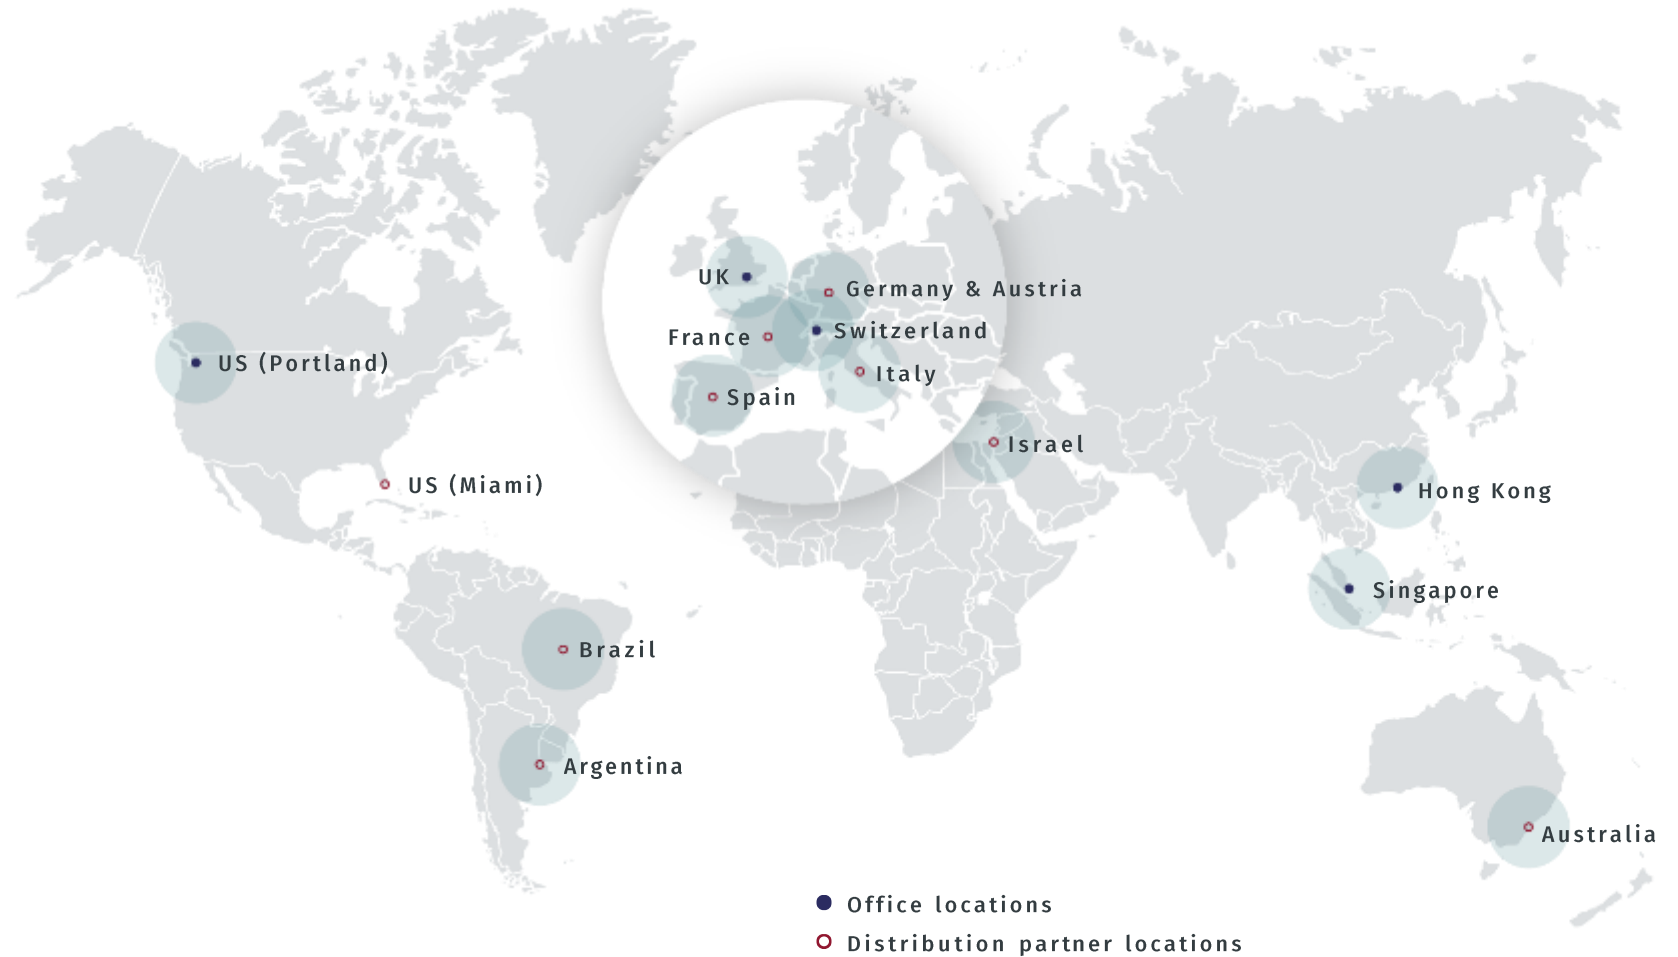 UK
Germany & Austria
France
Switzerland
US (Portland)
Italy
Spain
Israel
US (Miami)
Hong Kong
Singapore
Brazil
Argentina
Australia
Office locations
Distribution partner locations